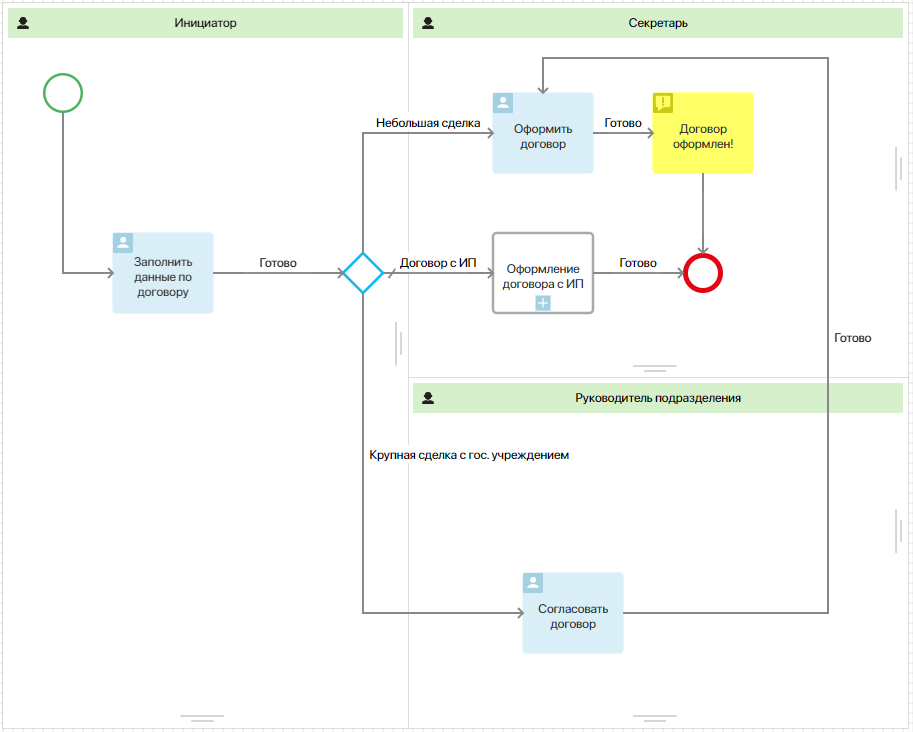 Инициатор
Секретарь
Небольшая сделка
Оформить
договор
Готово
Договор
оформлен!
Заполнить
данные по
договору
Готово
Договор с ИП
Оформление
договора с ИП
Готово
Готово
Руководитель подразделения
Крупная сделка с гос. учреждением
Согласовать
договор